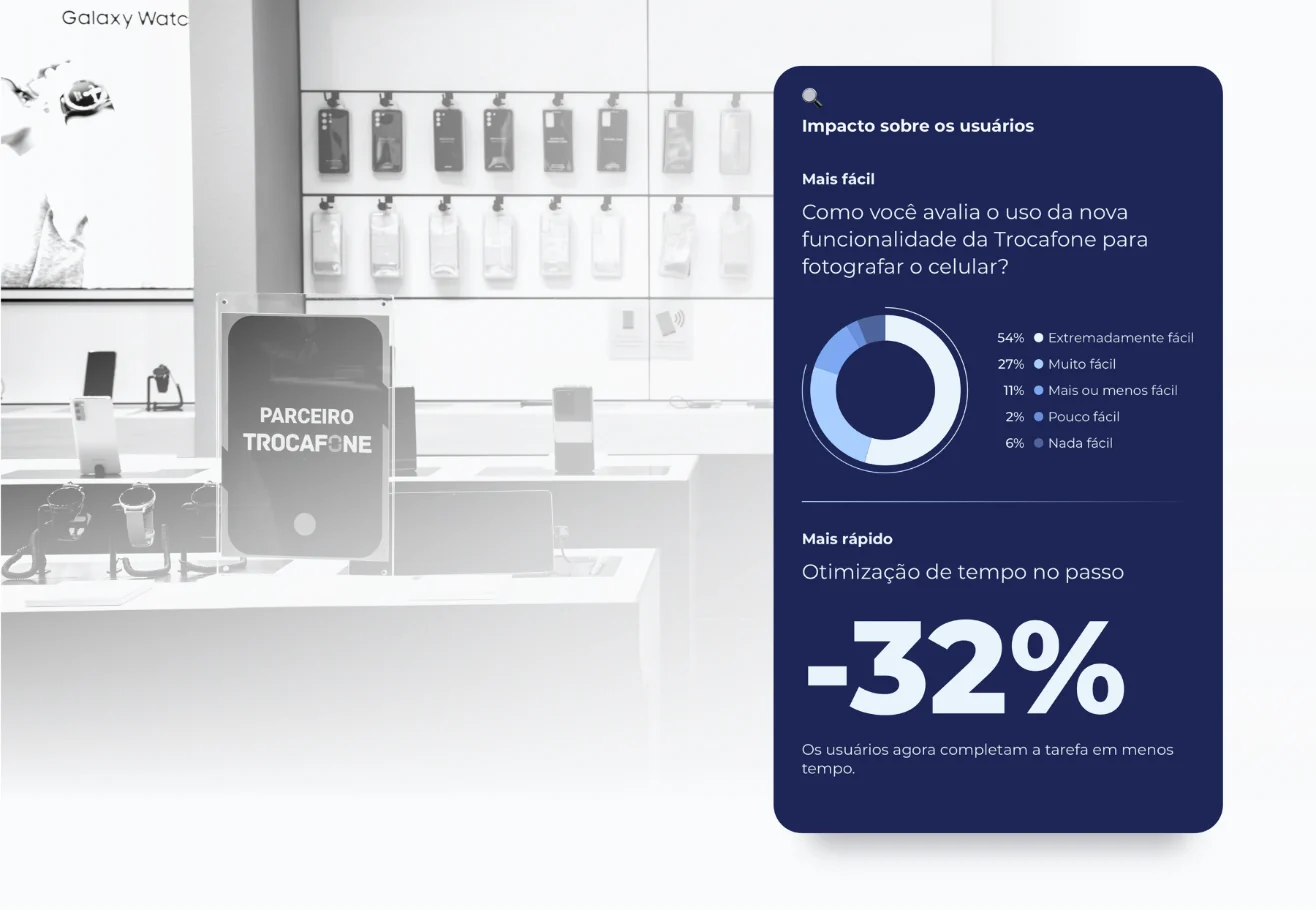 Galaxy Watc
PARCEIRO
TROCAFONE
Impacto sobre os usuários
Mais fácil
Como você avalia o uso da nova
funcionalidade da Trocafone para
fotografar o celular?
54% Extremadamente fácil
27% Muito fácil
11% Mais ou menos fácil
2% Pouco fácil
6% Nada fácil
Mais rápido
Otimização de tempo no passo
-32%
Os usuários agora completam a tarefa em menos
tempo.